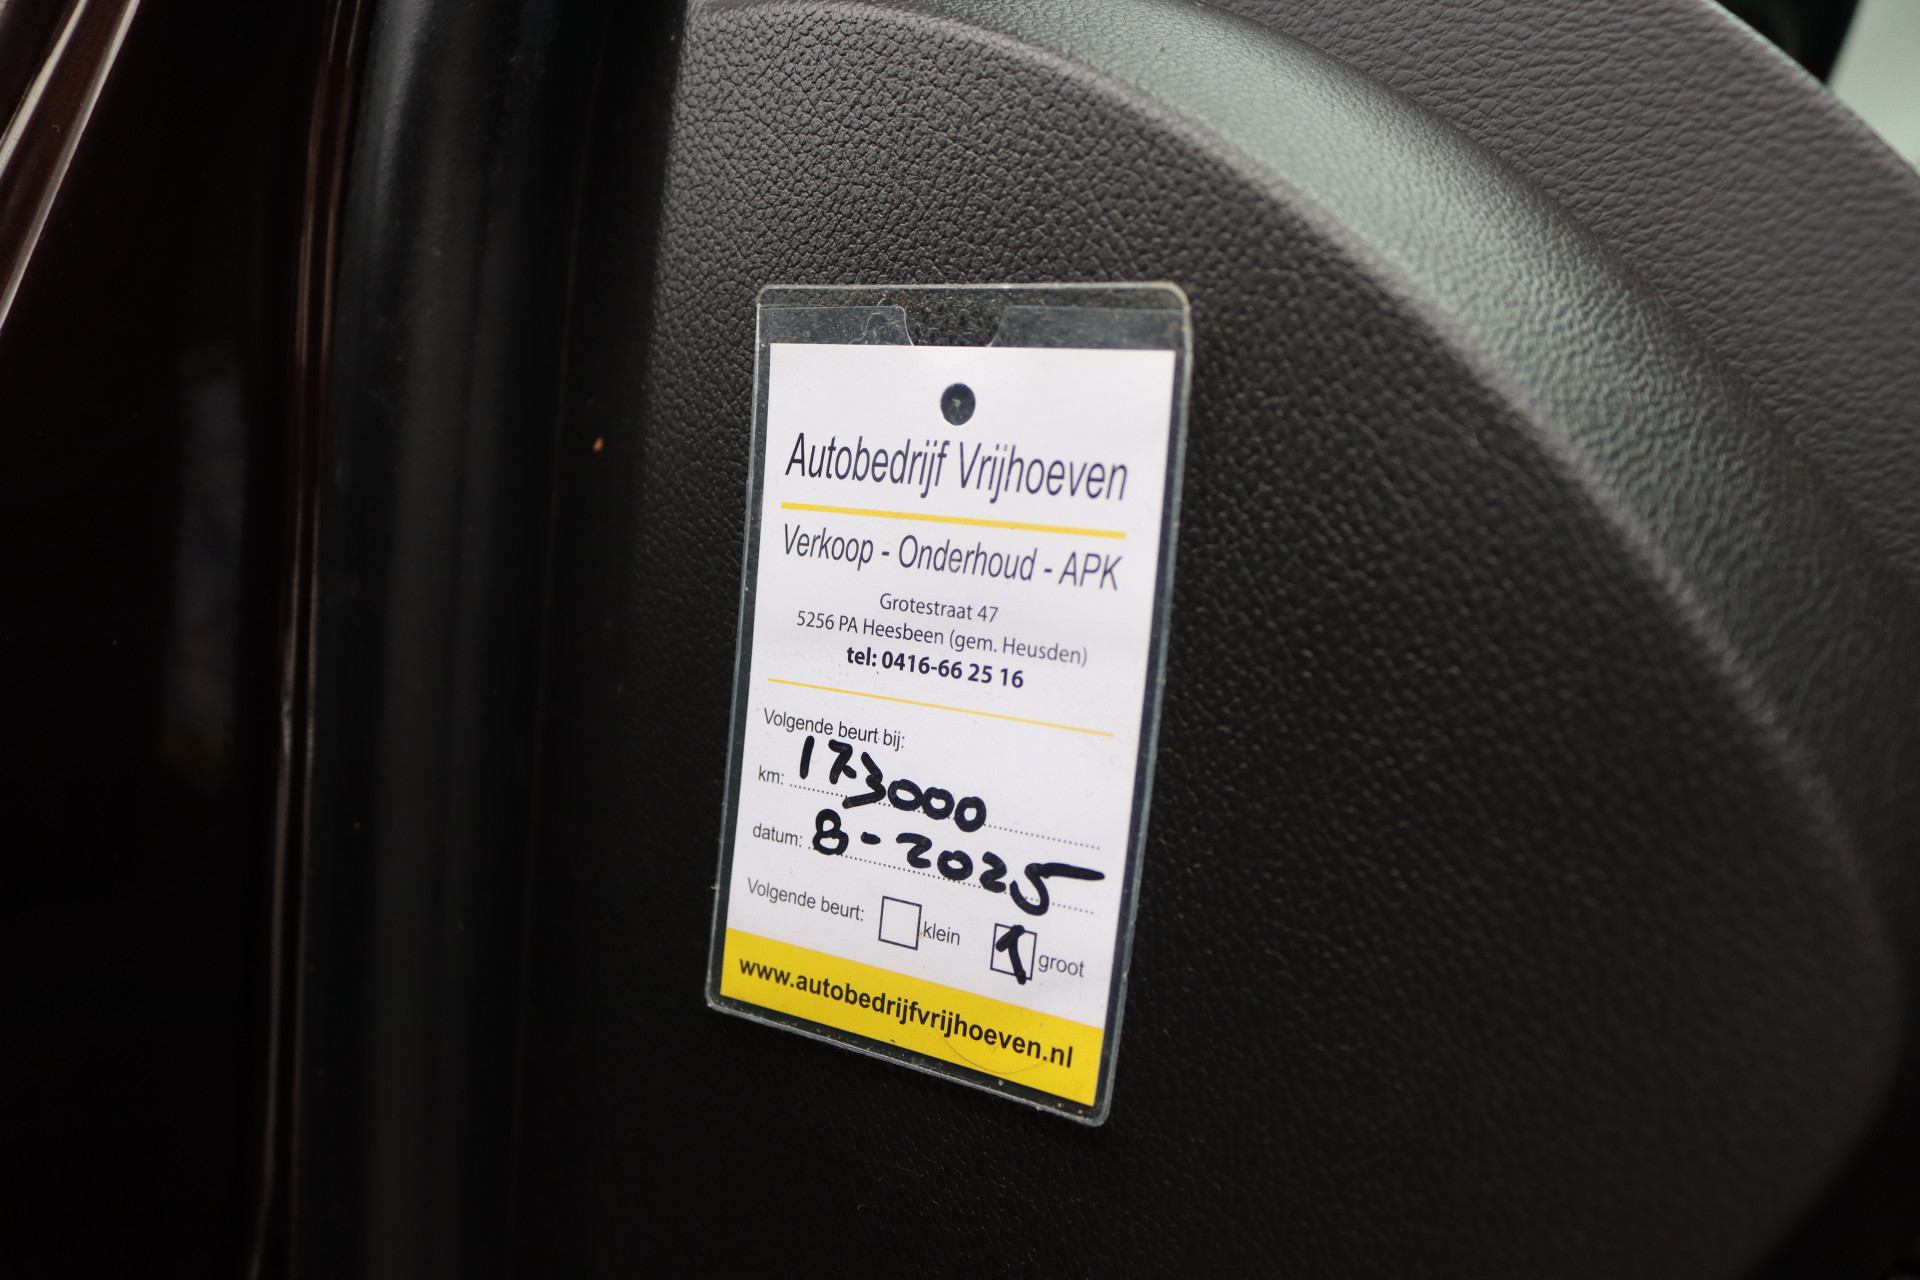 Autobedrijf Vrijhoeven
Verkoop - Onderhoud - APK
Grotestraat 47
5256 PA Heesbeen (gem. Heusden)
tel: 0416-66 25 16
Volgende beurt bij:
km: 173000
datum: 8-2025
Volgende beurt: klein groot
www.autobedrijfvrijhoeven.nl